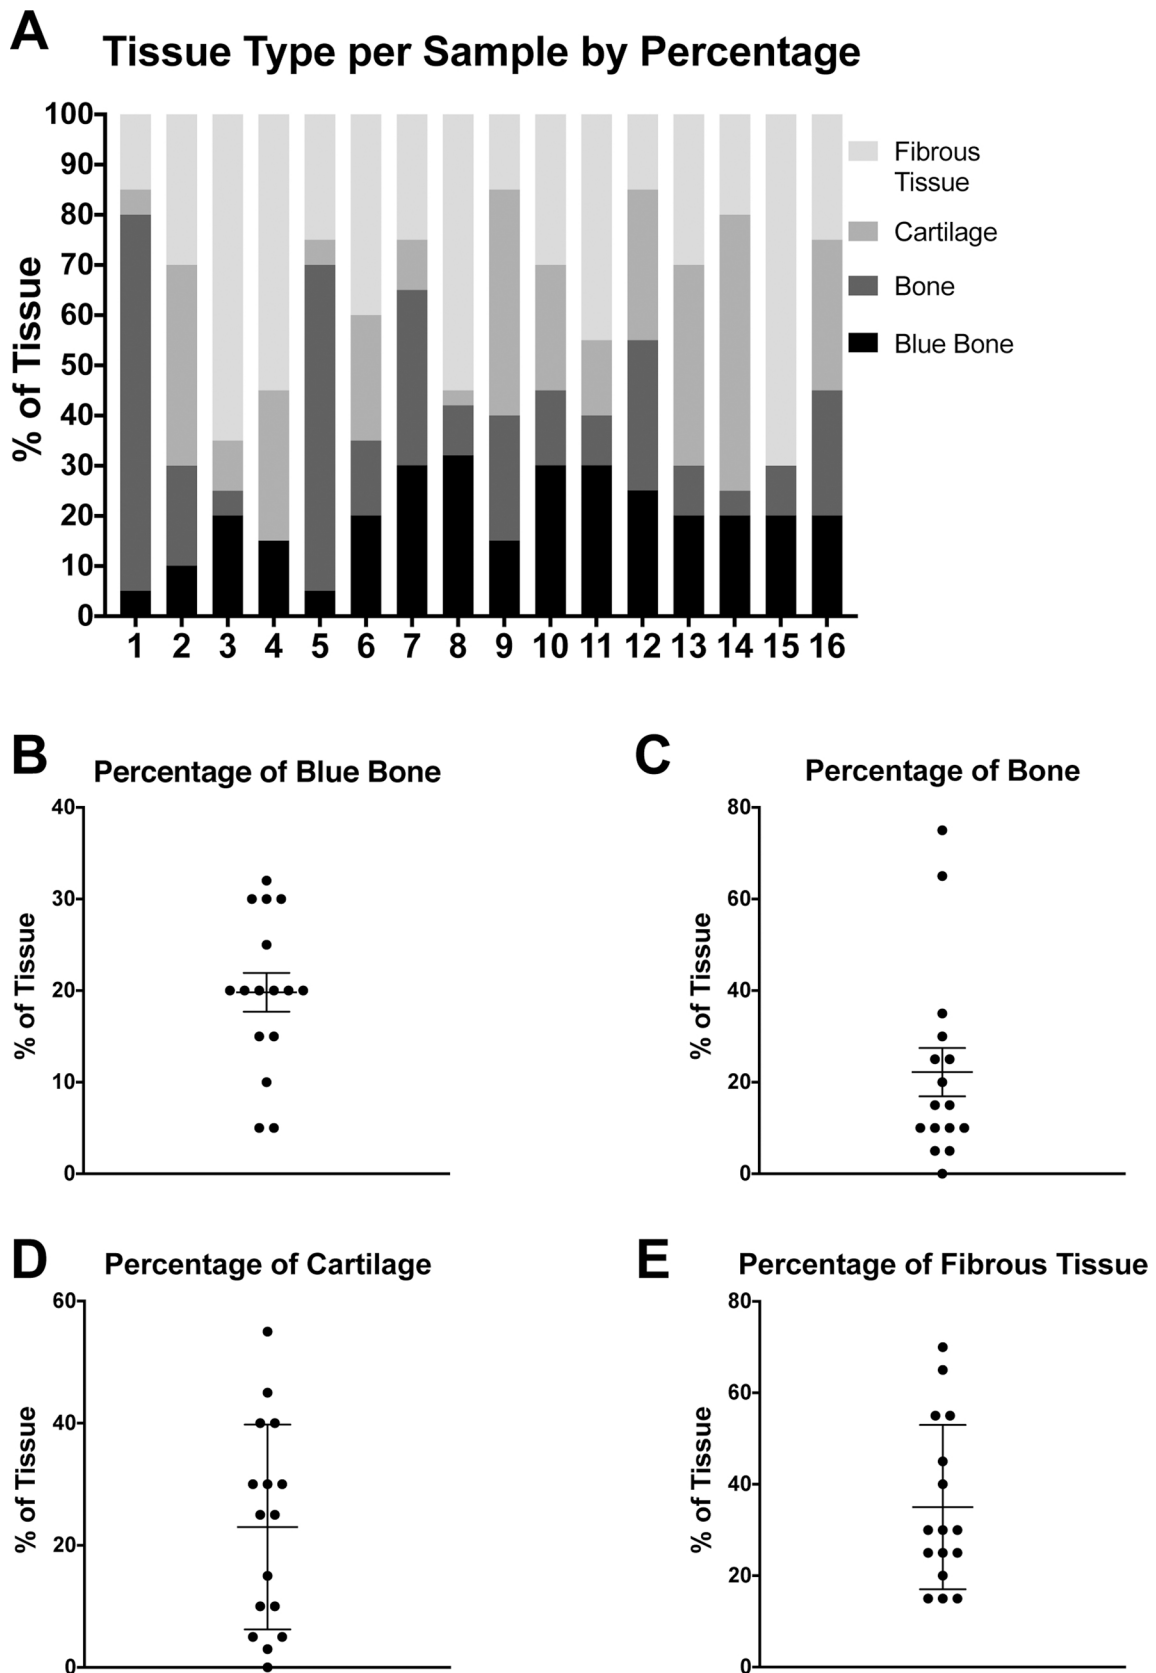 A
Tissue Type per Sample by Percentage
% of Tissue
100
90
80
70
60
50
40
30
20
10
0
1 2 3 4 5 6 7 8 9 10 11 12 13 14 15 16
Fibrous
Tissue
Cartilage
Bone
Blue Bone
B
Percentage of Blue Bone
% of Tissue
40
30
20
10
0
C
Percentage of Bone
% of Tissue
80
60
40
20
0
D
Percentage of Cartilage
% of Tissue
60
40
20
0
E
Percentage of Fibrous Tissue
% of Tissue
80
60
40
20
0